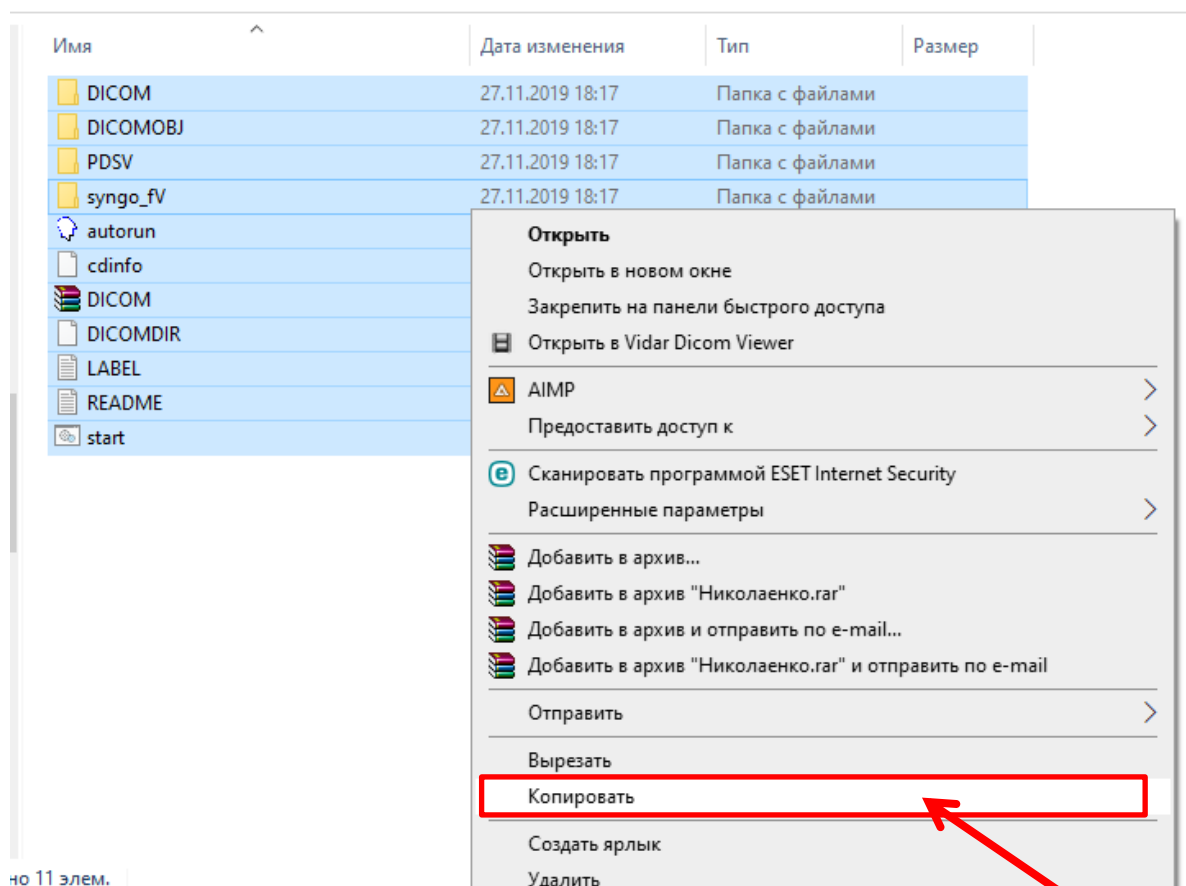 Имя Дата изменения Тип Размер
DICOM 27.11.2019 18:17 Папка с файлами
DICOMOBJ 27.11.2019 18:17 Папка с файлами
PDSV 27.11.2019 18:17 Папка с файлами
syngo_fV 27.11.2019 18:17 Папка с файлами
autorun
cdinfo
DICOM
DICOMDIR
LABEL
README
start
Открыть
Открыть в новом окне
Закрепить на панели быстрого доступа
Открыть в Vidar Dicom Viewer
AIMP
Предоставить доступ к
Сканировать программой ESET Internet Security
Расширенные параметры
Добавить в архив...
Добавить в архив "Николаенко.rar"
Добавить в архив и отправить по e-mail...
Добавить в архив "Николаенко.rar" и отправить по e-mail
Отправить
Вырезать
Копировать
Создать ярлык
Удалить
но 11 элем.